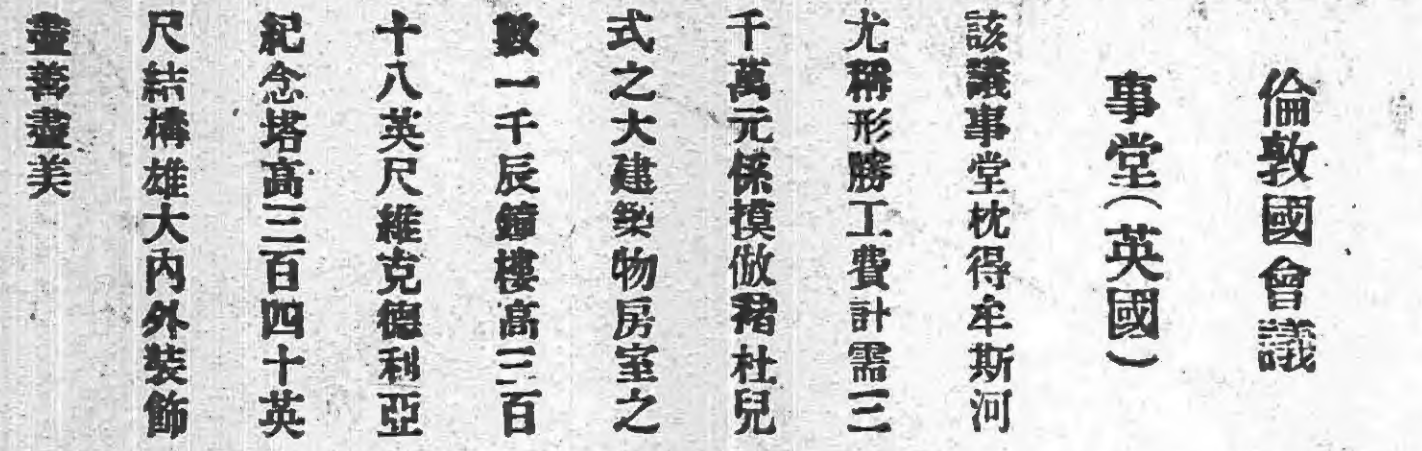 倫敦國會議
事堂(英國)
該議事堂枕得牟斯河
尤稱形勝工費計需三
千萬元係摸倣豬杜兒
式之大建築物房室之
數一千辰鐘樓高三百
十八英尺維克德利亞
紀念塔高三百四十英
尺結構雄大內外裝飾
盡善盡美